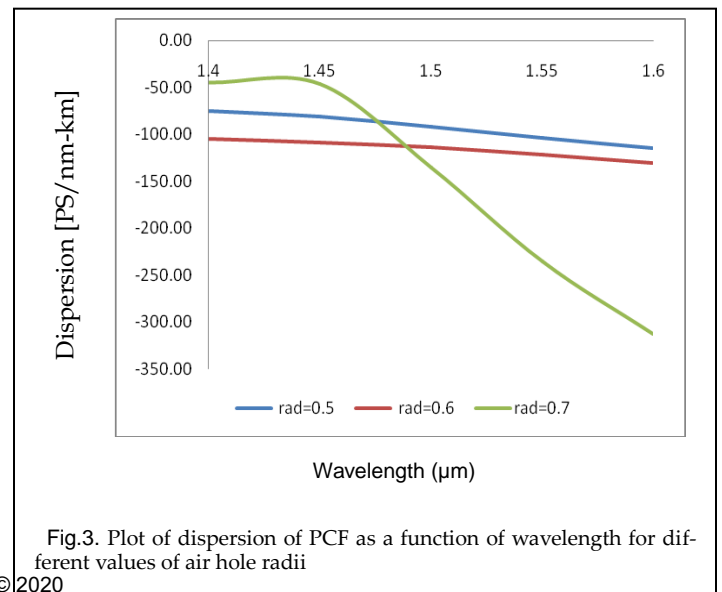 0.00
1.4 1.45 1.5 1.55 1.6
-50.00
-100.00
-150.00
-200.00
-250.00
-300.00
-350.00
Dispersion [PS/nm-km]
rad=0.5 rad=0.6 rad=0.7
Wavelength (µm)
Fig.3. Plot of dispersion of PCF as a function of wavelength for dif-
ferent values of air hole radii
© 2020